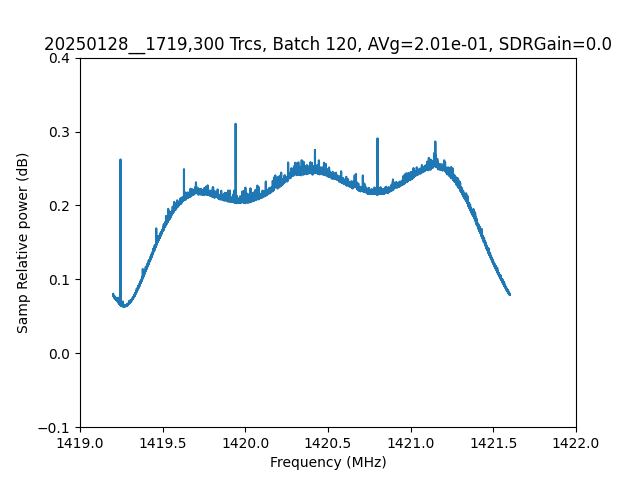 20250128__1719,300 Trcs, Batch 120, AVg=2.01e-01, SDRGain=0.0
0.4
0.3
0.2
0.1
0.0
−0.1
Samp Relative power (dB)
1419.0 1419.5 1420.0 1420.5 1421.0 1421.5 1422.0
Frequency (MHz)